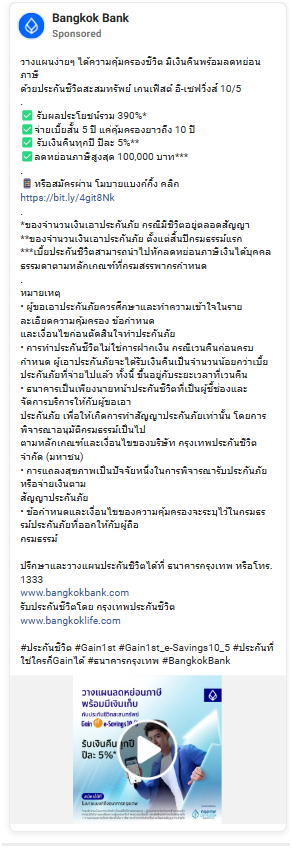 Bangkok Bank
Sponsored
วางแผนง่ายๆ ได้ความคุ้มครองชีวิต มีเงินคืนพร้อมลดหย่อน
ภาษี
ด้วยประกันชีวิตสะสมทรัพย์ เกนเฟิสต์ อี-เซฟวิ่งส์ 10/5
.
✅ รับผลประโยชน์รวม 390%*
✅จ่ายเบี้ยสั้น 5 ปี แต่คุ้มครองยาวถึง 10 ปี
✅ รับเงินคืนทุกปี ปีละ 5%**
✅ลดหย่อนภาษีสูงสุด 100,000 บาท***
.
หรือสมัครผ่าน โมบายแบงก์กิ้ง คลิก
https://bit.ly/4git8Nk
.
*ของจำนวนเงินเอาประกันภัย กรณีมีชีวิตอยู่ตลอดสัญญา
**ของจำนวนเงินเอาประกันภัย ตั้งแต่สิ้นปีกรมธรรม์แรก
***เบี้ยประกันชีวิตสามารถนำไปหักลดหย่อนภาษีเงินได้บุคคล
ธรรมดาตามหลักเกณฑ์ที่กรมสรรพากรกำหนด
.
หมายเหตุ
• ผู้ขอเอาประกันภัยควรศึกษาและทำความเข้าใจในราย
ละเอียดความคุ้มครอง ข้อกำหนด
และเงื่อนไขก่อนตัดสินใจทำประกันภัย
• การทำประกันชีวิตไม่ใช่การฝากเงิน กรณีเวนคืนก่อนครบ
กำหนด ผู้เอาประกันภัยจะได้รับเงินคืนเป็นจำนวนน้อยกว่าเบี้ย
ประกันภัยที่จ่ายไปแล้ว ทั้งนี้ ขึ้นอยู่กับระยะเวลาที่เวนคืน
• ธนาคารเป็นเพียงนายหน้าประกันชีวิตที่เป็นผู้ชี้ช่องและ
จัดการบริการให้กับผู้ขอเอา
ประกันภัย เพื่อให้เกิดการทำสัญญาประกันภัยเท่านั้น โดยการ
พิจารณาอนุมัติกรมธรรม์เป็นไป
ตามหลักเกณฑ์และเงื่อนไขของบริษัท กรุงเทพประกันชีวิต
จำกัด (มหาชน)
• การแถลงสุขภาพเป็นปัจจัยหนึ่งในการพิจารณารับประกันภัย
หรือจ่ายเงินตาม
สัญญาประกันภัย
• ข้อกำหนดและเงื่อนไขของความคุ้มครองจะระบุไว้ในกรมธร
รม์ประกันภัยที่ออกให้กับผู้ถือ
กรมธรรม์
ปรึกษาและวางแผนประกันชีวิตได้ที่ ธนาคารกรุงเทพ หรือโทร.
1333
www.bangkokbank.com
รับประกันชีวิตโดย กรุงเทพประกันชีวิต
www.bangkoklife.com
#ประกันชีวิต #Gain1st #Gain1st_e-Savings10_5 #ประกันที่
ใช่ใครก็Gainได้ #ธนาคารกรุงเทพ #BangkokBank
วางแผนลดหย่อนภาษี
พร้อมมีเงินเก็บ
กับประกันชีวิตสะสมทรัพย์
Gain e-Savings 10/5
รับเงินคืนทุกปี
ปีละ 5%*